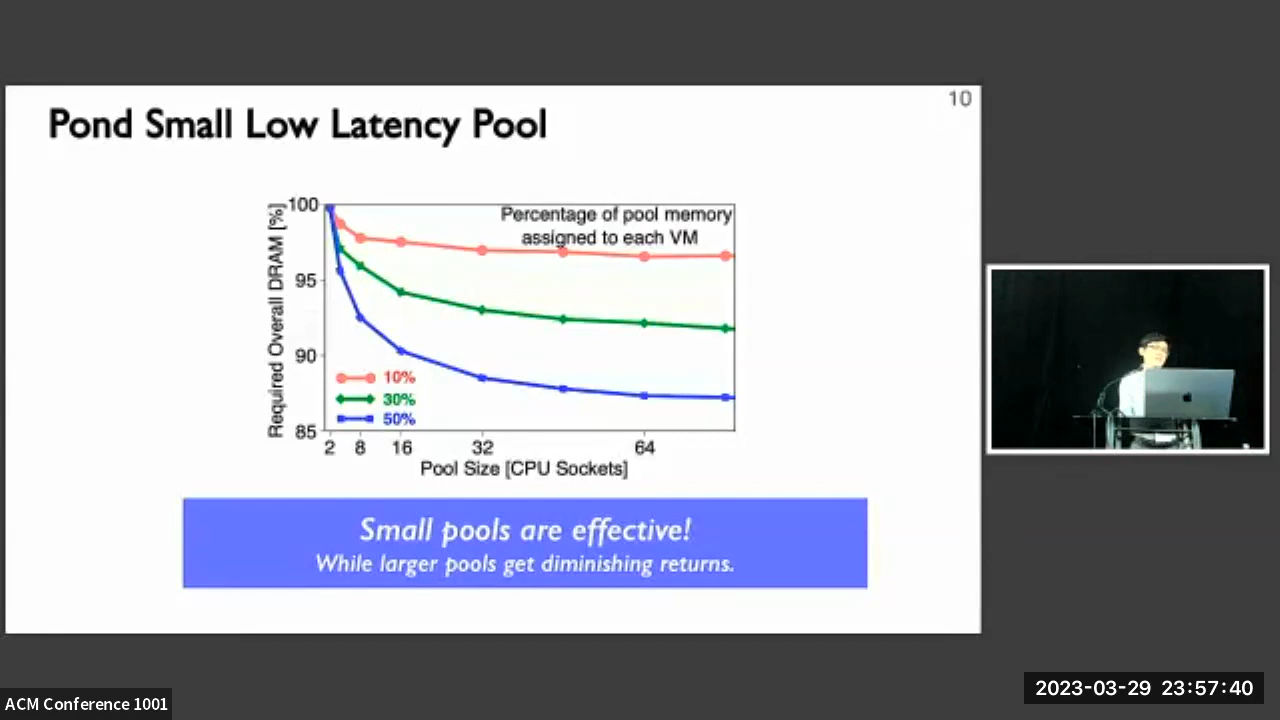 10
Pond Small Low Latency Pool
Percentage of pool memory
assigned to each VM
Required Overall DRAM [%]
100
95
90
85
10%
30%
50%
2 8 16 32 64
Pool Size [CPU Sockets]
Small pools are effective!
While larger pools get diminishing returns.
2023-03-29 23:57:40
ACM Conference 1001